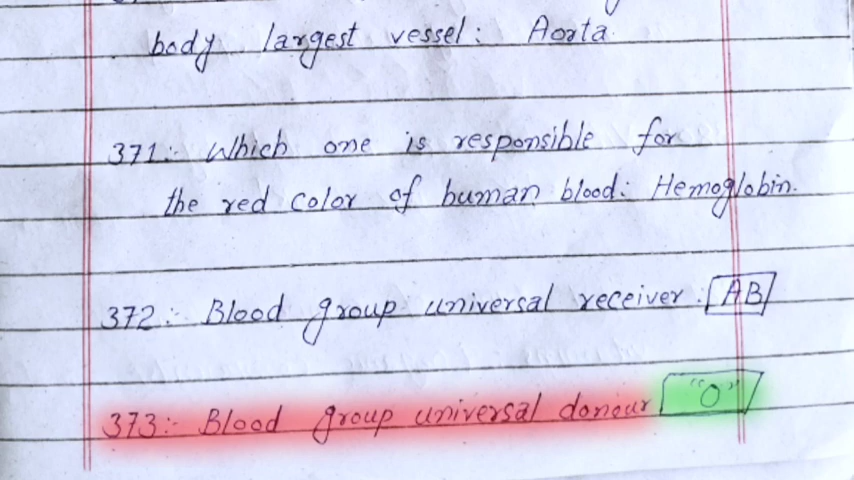 body largest vessel: Aorta.
371:- Which one is responsible for
the red color of human blood: Hemoglobin.
372:- Blood group universal receiver: AB
373:- Blood group universal donour "O"